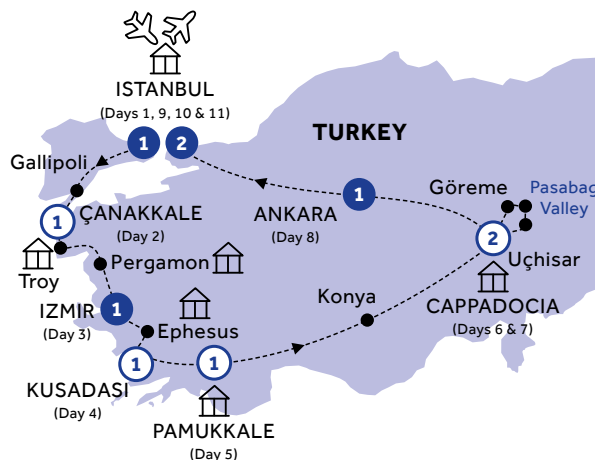 ISTANBUL
(Days 1, 9, 10 & 11)
1
2
TURKEY
Gallipoli
1
ÇANAKKALE
(Day 2)
Troy
Pergamon
IZMIR
(Day 3)
1
Ephesus
1
KUSADASI
(Day 4)
1
PAMUKKALE
(Day 5)
Konya
1
ANKARA
(Day 8)
Göreme
Pasabag
Valley
2
Uçhisar
CAPPADOCIA
(Days 6 & 7)